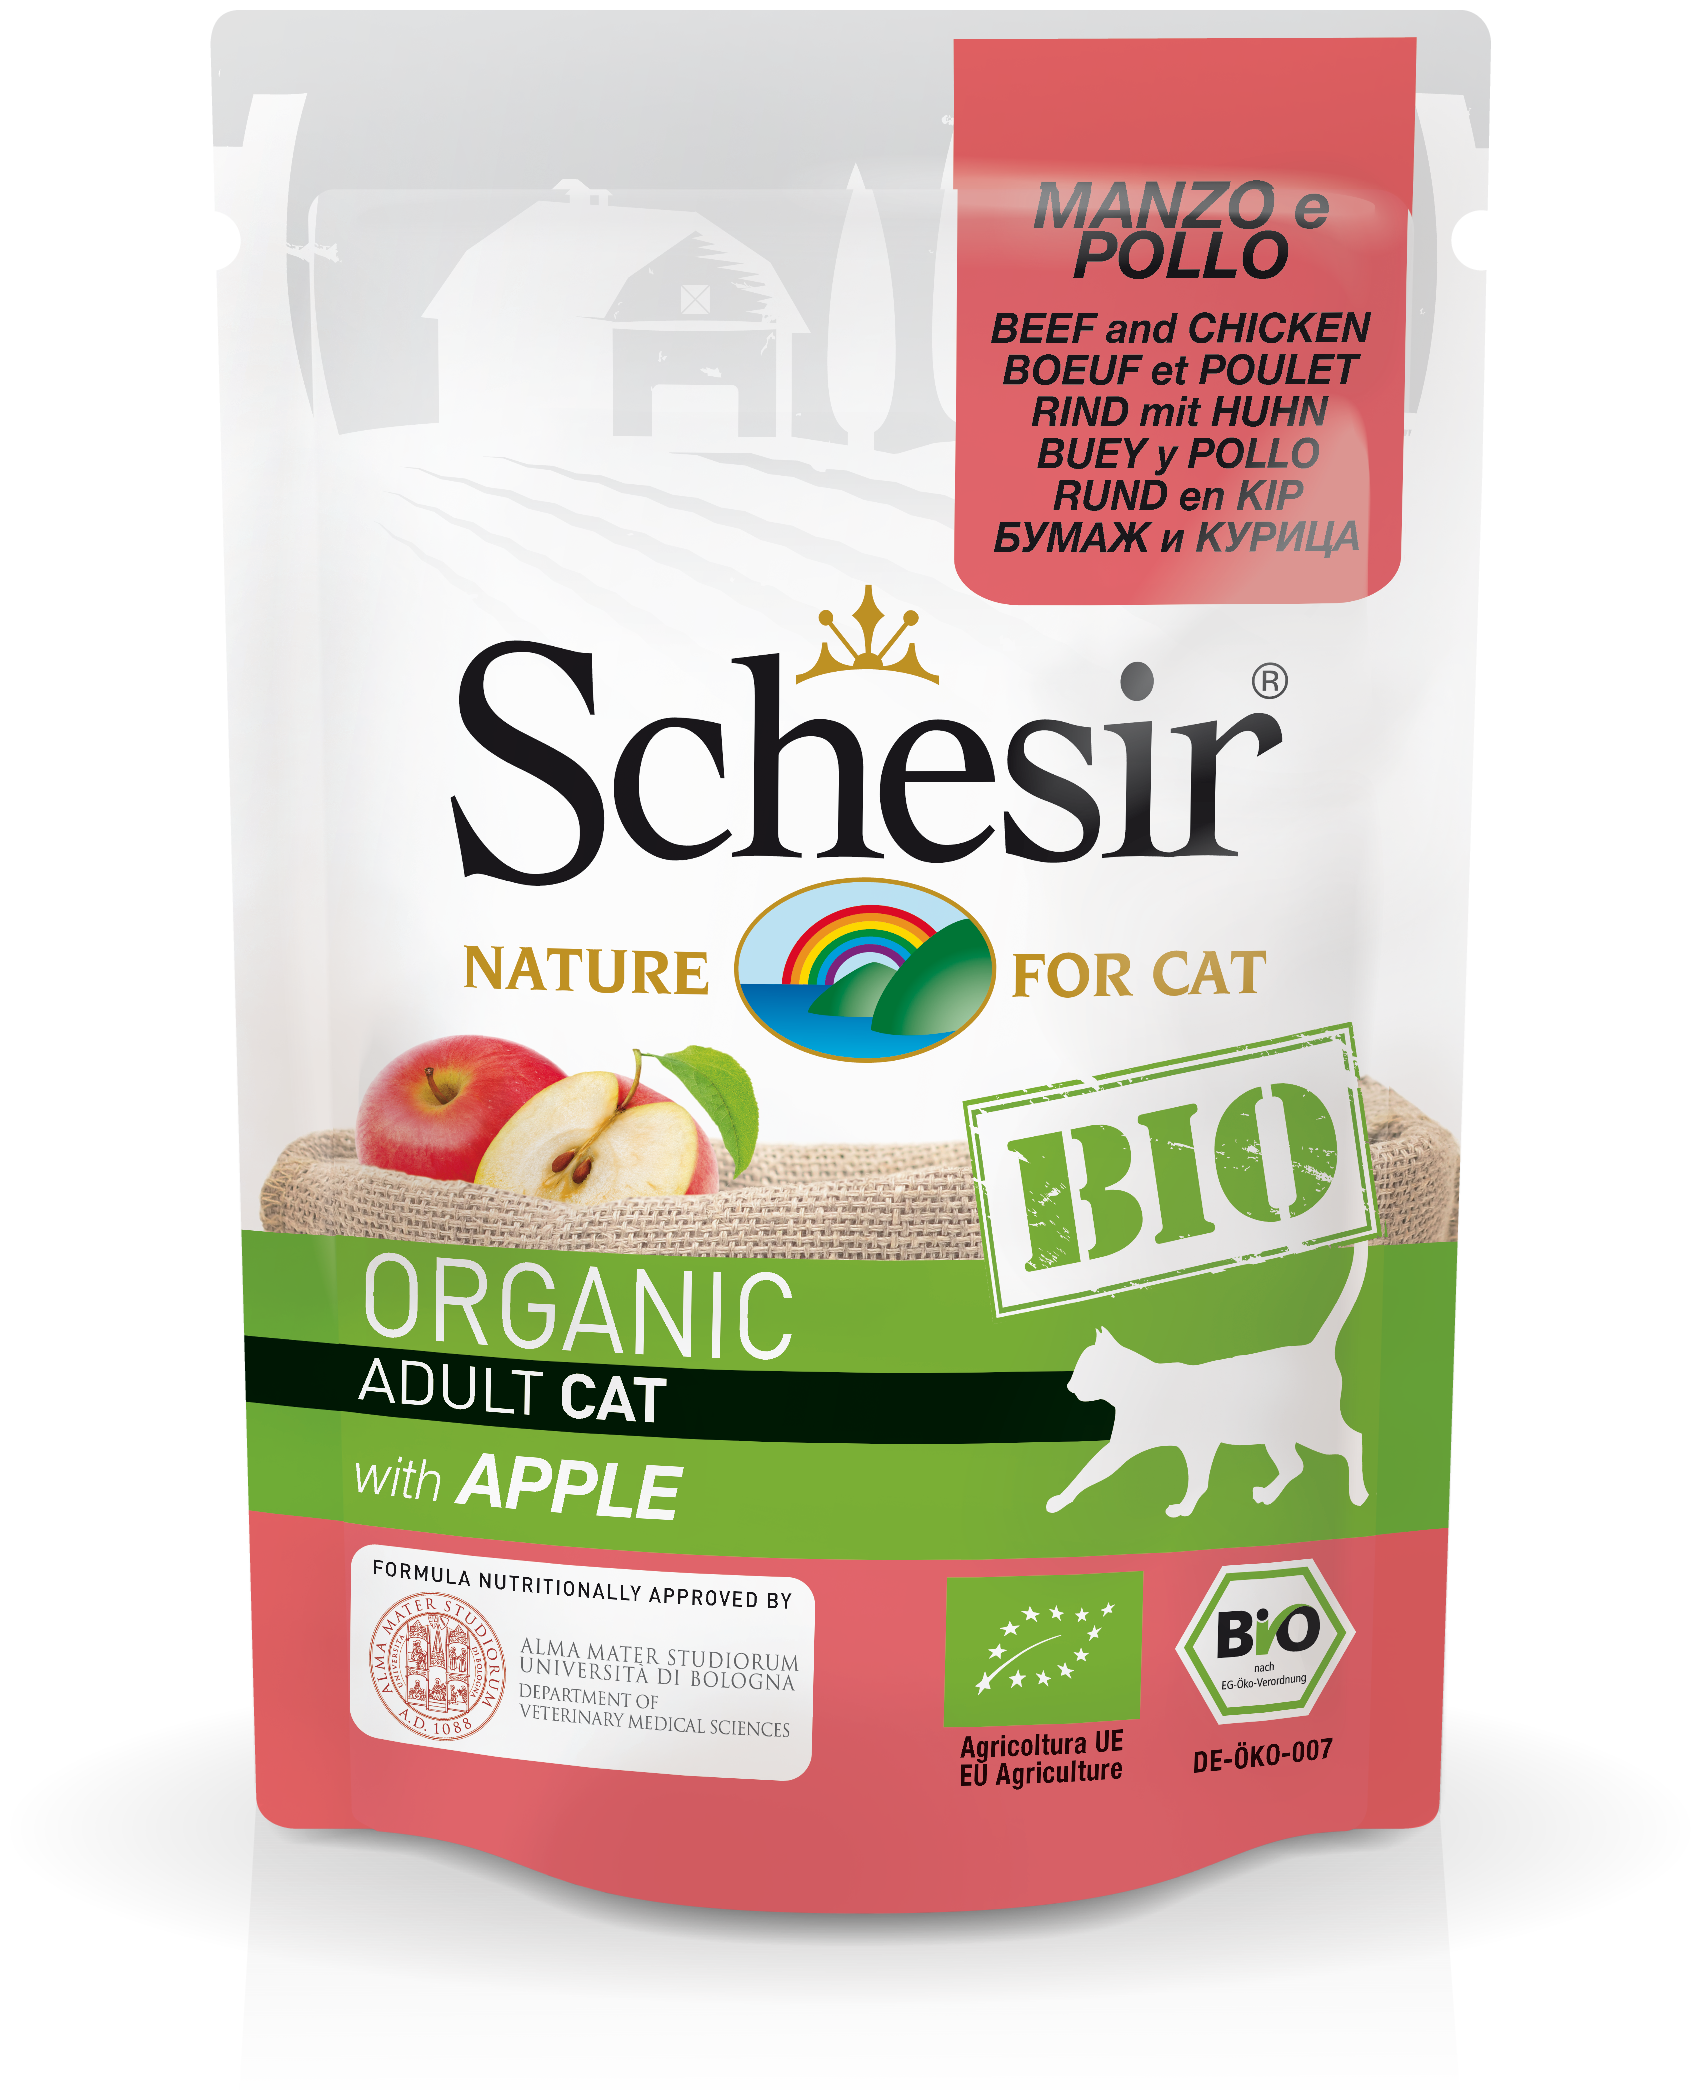 MANZO e
POLLO
BEEF and CHICKEN
BOEUF et POULET
RIND mit HUHN
BUEY y POLLO
RUND en KIP
БУМАЖ и КУРИЦА
Schesir®
NATURE FOR CAT
BIO
ORGANIC
ADULT CAT
with APPLE
FORMULA NUTRITIONALLY APPROVED BY
ALMA MATER STUDIORUM
A.D. 1088
UNIVERSITÀ DI BOLOGNA
ALMA MATER STUDIORUM
UNIVERSITÀ DI BOLOGNA
DEPARTMENT OF
VETERINARY MEDICAL SCIENCES
Agricoltura UE
EU Agriculture
BiO
nach
EG-Öko-Verordnung
DE-ÖKO-007